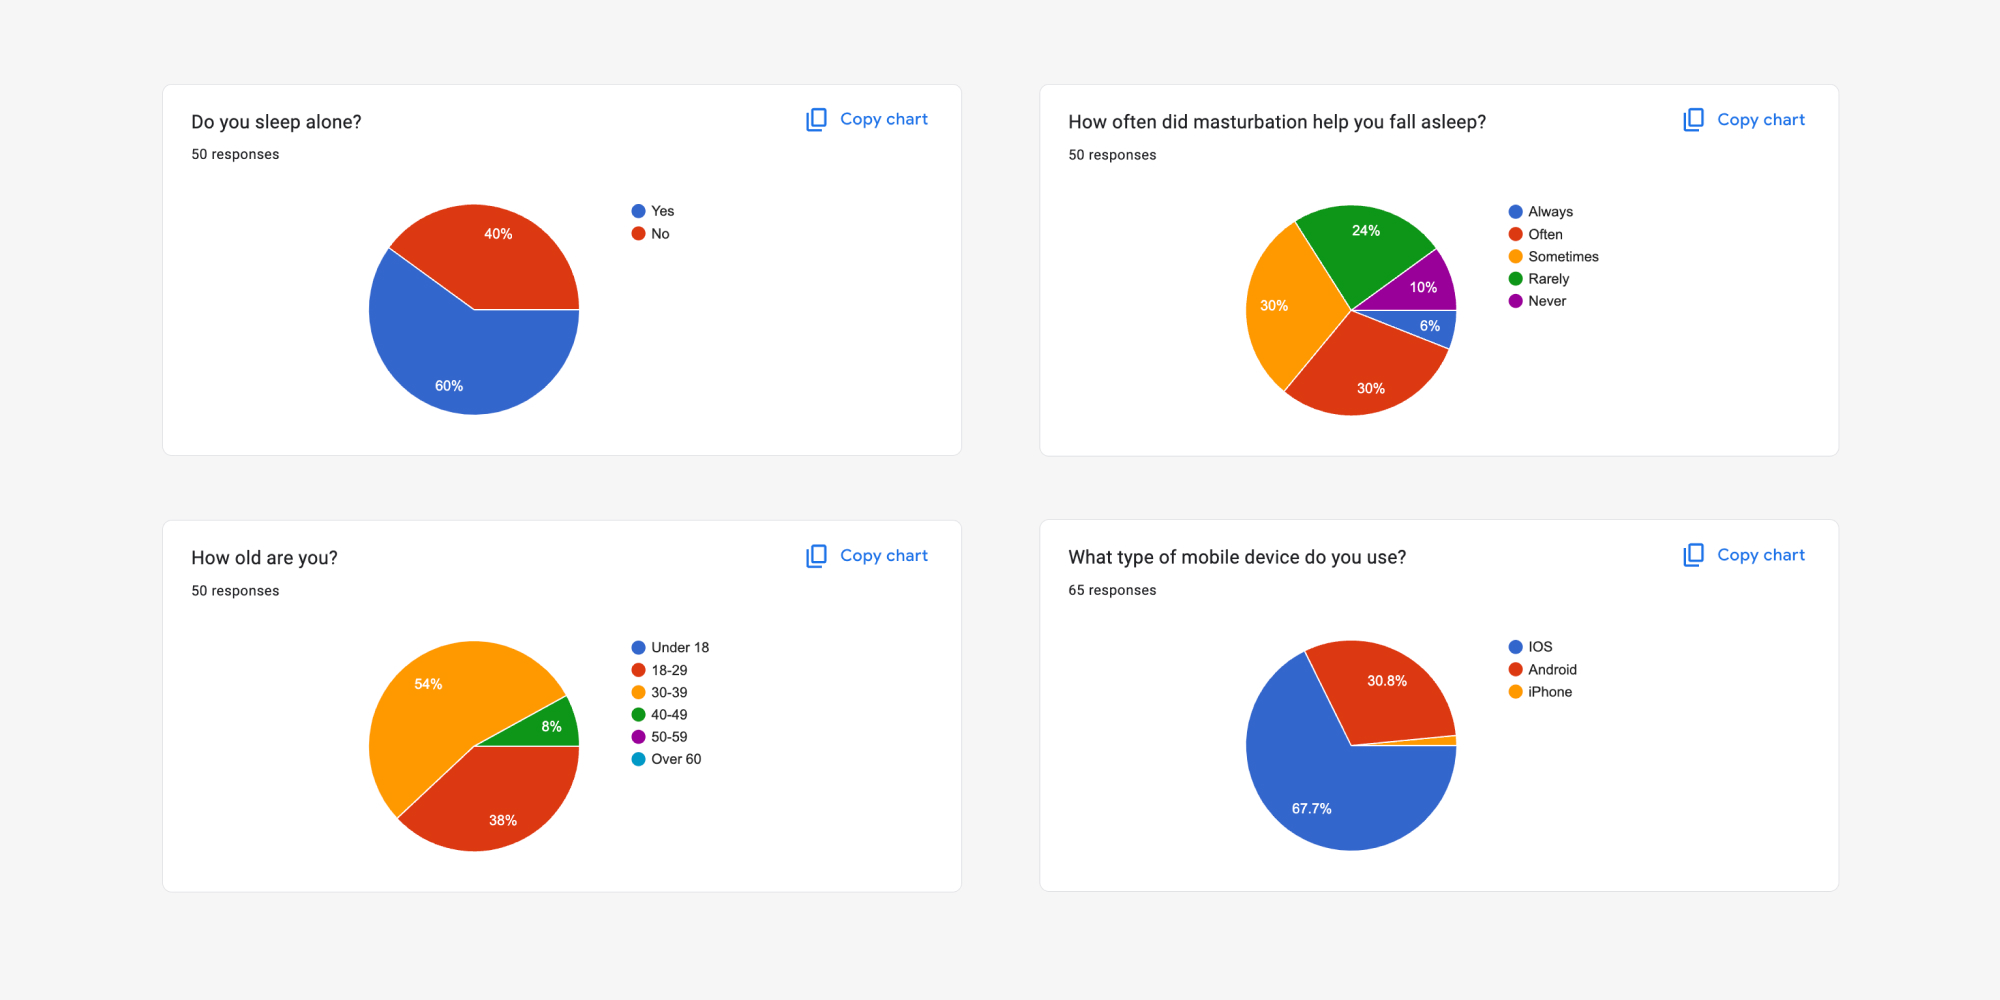 Do you sleep alone?
Copy chart
50 responses
40%
60%
Yes
No
How often did masturbation help you fall asleep?
Copy chart
50 responses
24%
10%
30%
6%
30%
Always
Often
Sometimes
Rarely
Never
How old are you?
Copy chart
50 responses
54%
8%
38%
Under 18
18-29
30-39
40-49
50-59
Over 60
What type of mobile device do you use?
Copy chart
65 responses
30.8%
67.7%
IOS
Android
iPhone